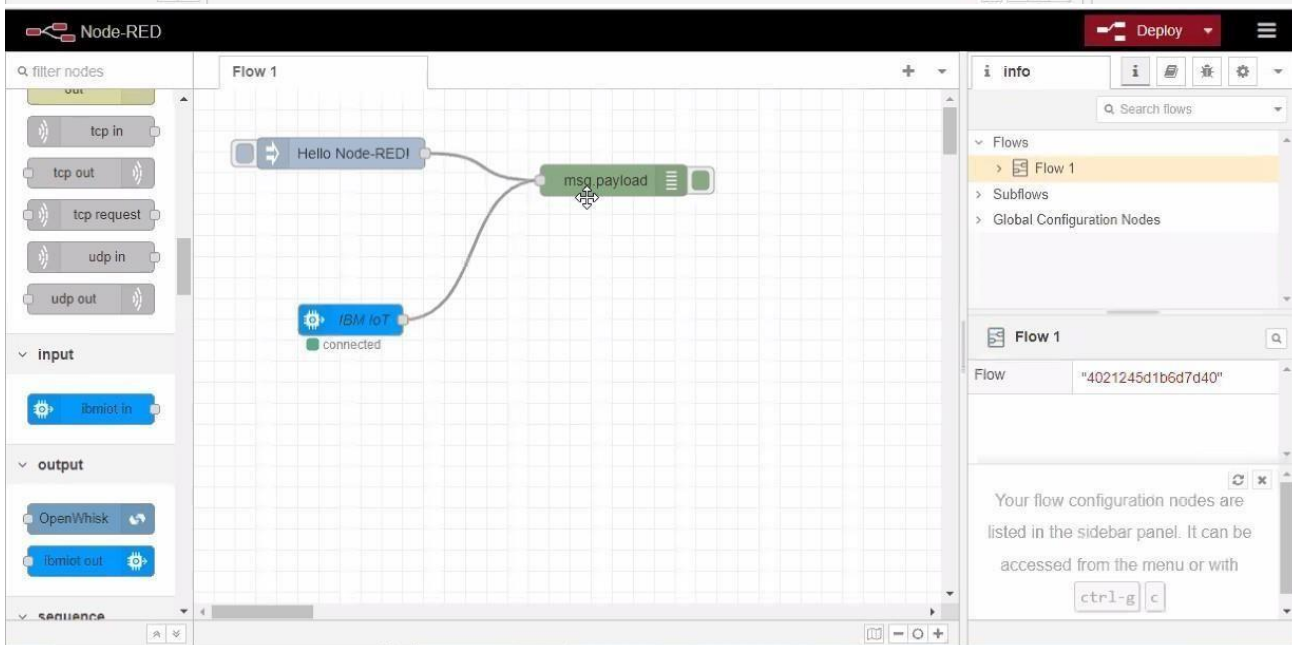 Node-RED
Deploy
filter nodes
Flow 1
info
i
out
tcp in
tcp out
tcp request
udp in
udp out
input
ibmiot in
output
OpenWhisk
ibmiot out
sequence
Hello Node-RED!
msg.payload
IBM IoT
connected
Search flows
Flows
Flow 1
Subflows
Global Configuration Nodes
Flow 1
Flow "4021245d1b6d7d40"
Your flow configuration nodes are
listed in the sidebar panel. It can be
accessed from the menu or with
ctrl-g c